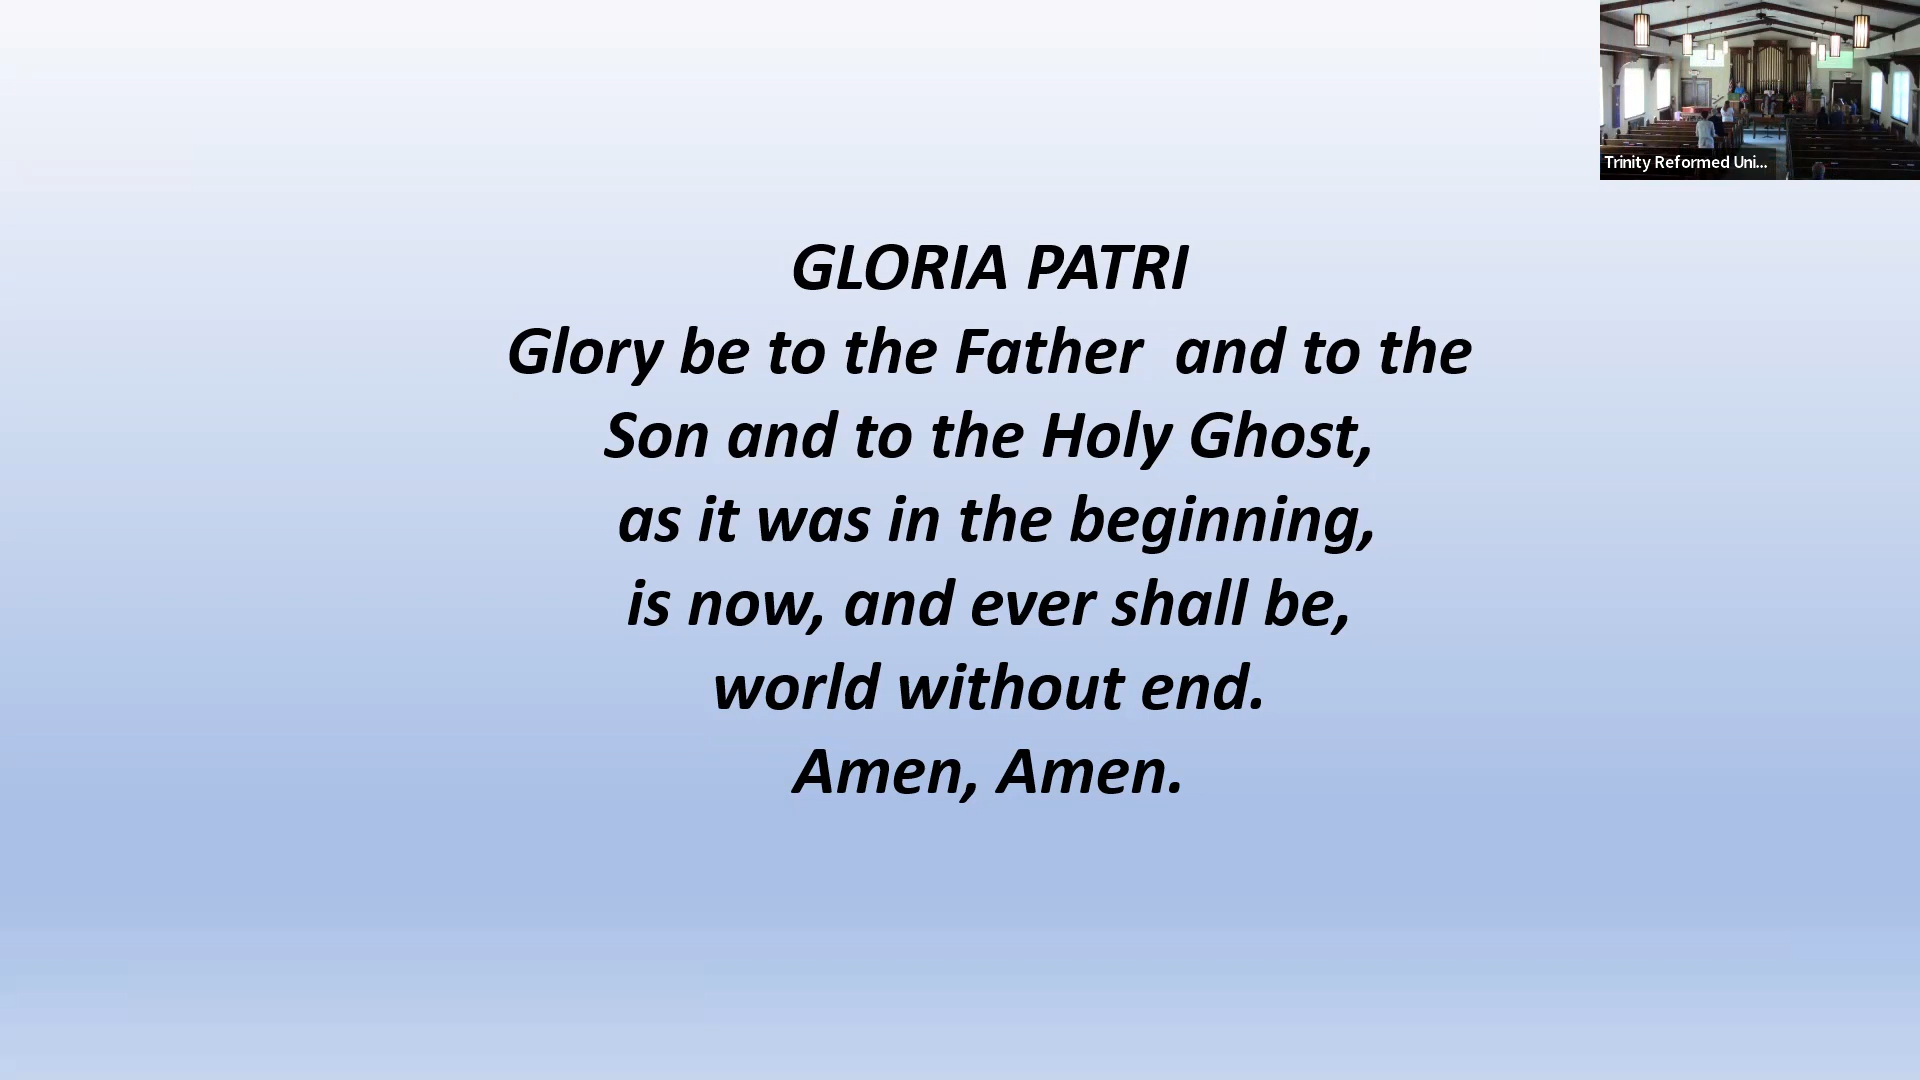 Trinity Reformed Uni...
GLORIA PATRI
Glory be to the Father  and to the
Son and to the Holy Ghost,
as it was in the beginning,
is now, and ever shall be,
world without end.
Amen, Amen.